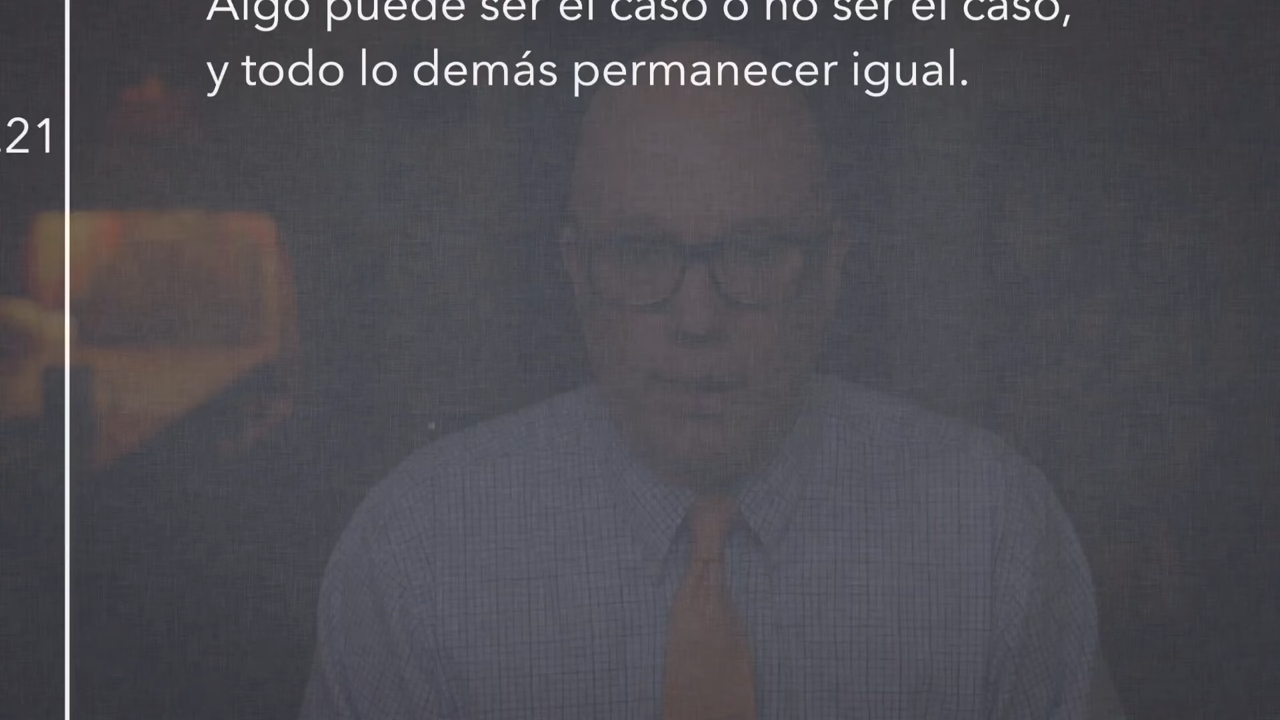 Algo puede ser el caso o no ser el caso,
y todo lo demás permanecer igual.
.21